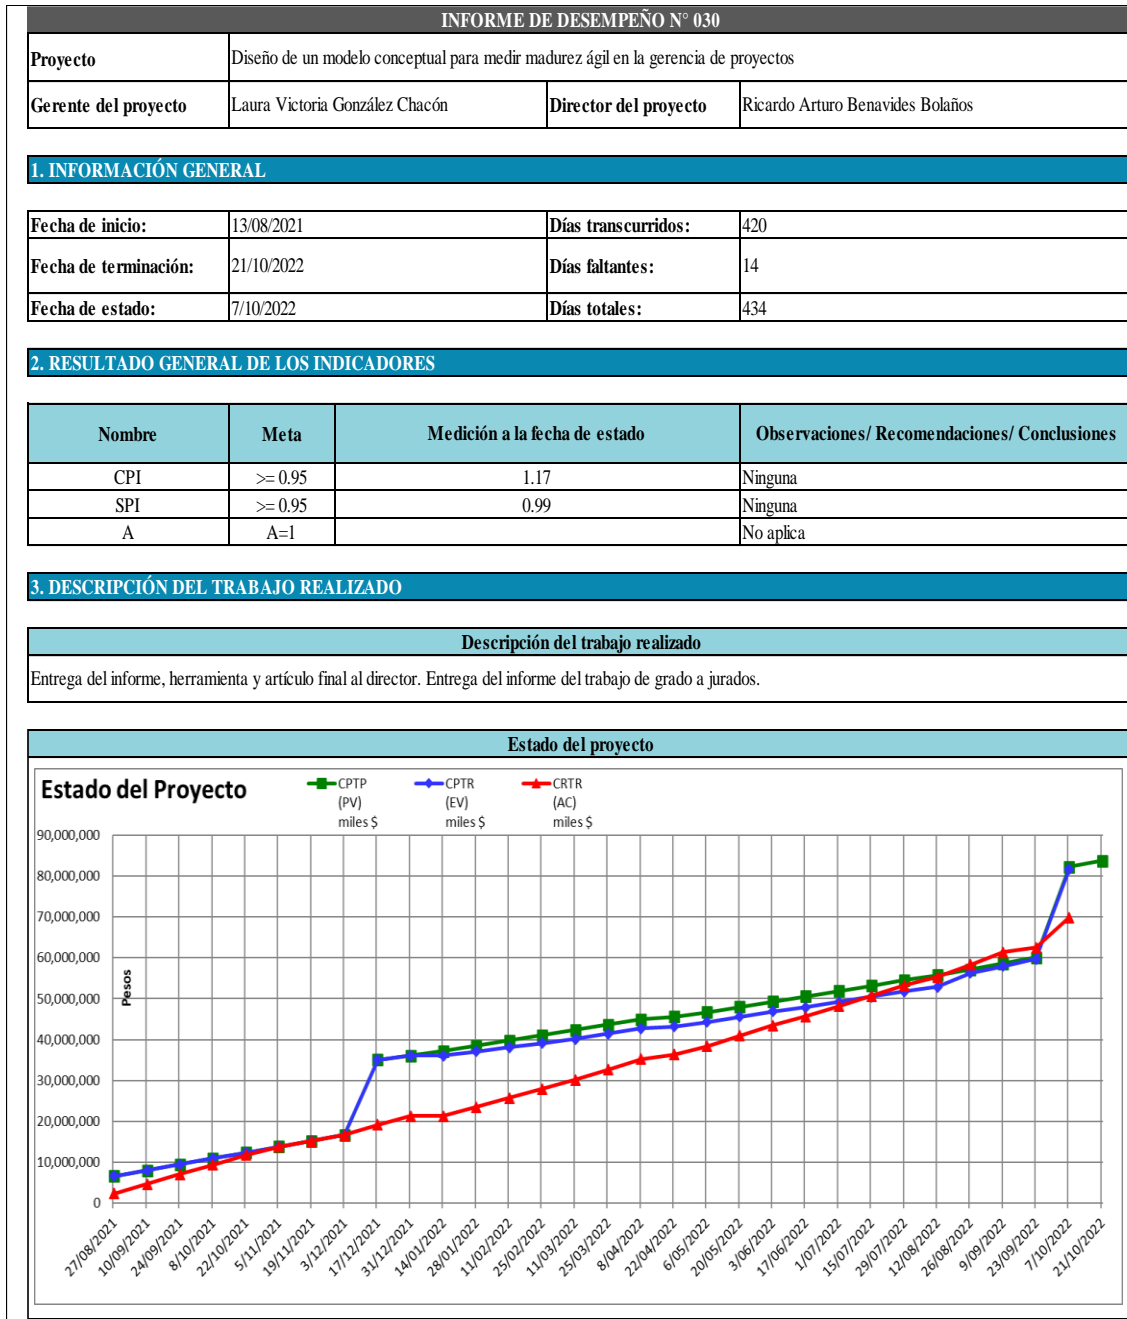 INFORME DE DESEMPEÑO N° 030
Proyecto Diseño de un modelo conceptual para medir madurez ágil en la gerencia de proyectos
Gerente del proyecto Laura Victoria González Chacón Director del proyecto Ricardo Arturo Benavides Bolaños
1. INFORMACIÓN GENERAL
Fecha de inicio: 13/08/2021 Días transcurridos: 420
Fecha de terminación: 21/10/2022 Días faltantes: 14
Fecha de estado: 7/10/2022 Días totales: 434
2. RESULTADO GENERAL DE LOS INDICADORES
Nombre Meta Medición a la fecha de estado Observaciones/ Recomendaciones/ Conclusiones
CPI >= 0.95 1.17 Ninguna
SPI >= 0.95 0.99 Ninguna
A A=1 No aplica
3. DESCRIPCIÓN DEL TRABAJO REALIZADO
Descripción del trabajo realizado
Entrega del informe, herramienta y artículo final al director. Entrega del informe del trabajo de grado a jurados.
Estado del proyecto
Estado del Proyecto
CPTP CPTR CRTR
(PV) (EV) (AC)
miles $ miles $ miles $
90,000,000
80,000,000
70,000,000
60,000,000
50,000,000
40,000,000
30,000,000
20,000,000
10,000,000
0
Pesos
27/08/2021
10/09/2021
24/09/2021
8/10/2021
22/10/2021
5/11/2021
19/11/2021
3/12/2021
17/12/2021
31/12/2021
14/01/2022
28/01/2022
11/02/2022
25/02/2022
11/03/2022
25/03/2022
8/04/2022
22/04/2022
6/05/2022
20/05/2022
3/06/2022
17/06/2022
1/07/2022
15/07/2022
29/07/2022
12/08/2022
26/08/2022
9/09/2022
23/09/2022
7/10/2022
21/10/2022